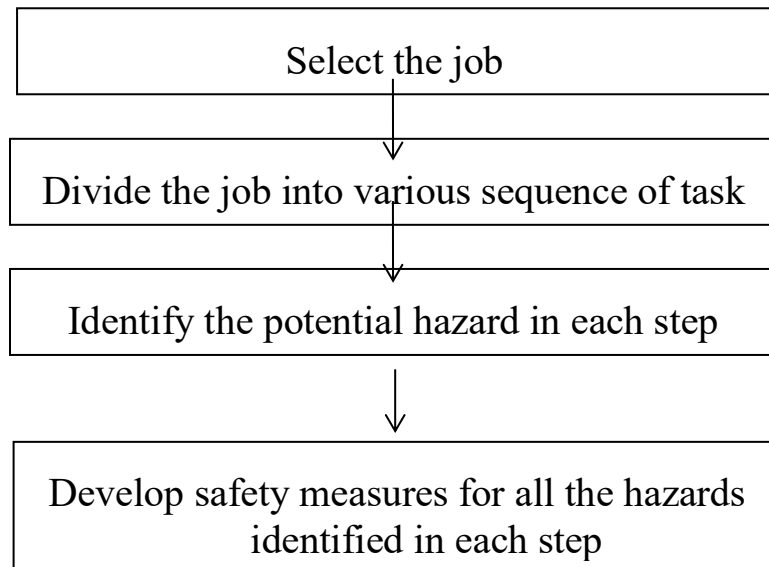 Select the job
Divide the job into various sequence of task
Identify the potential hazard in each step
Develop safety measures for all the hazards
identified in each step